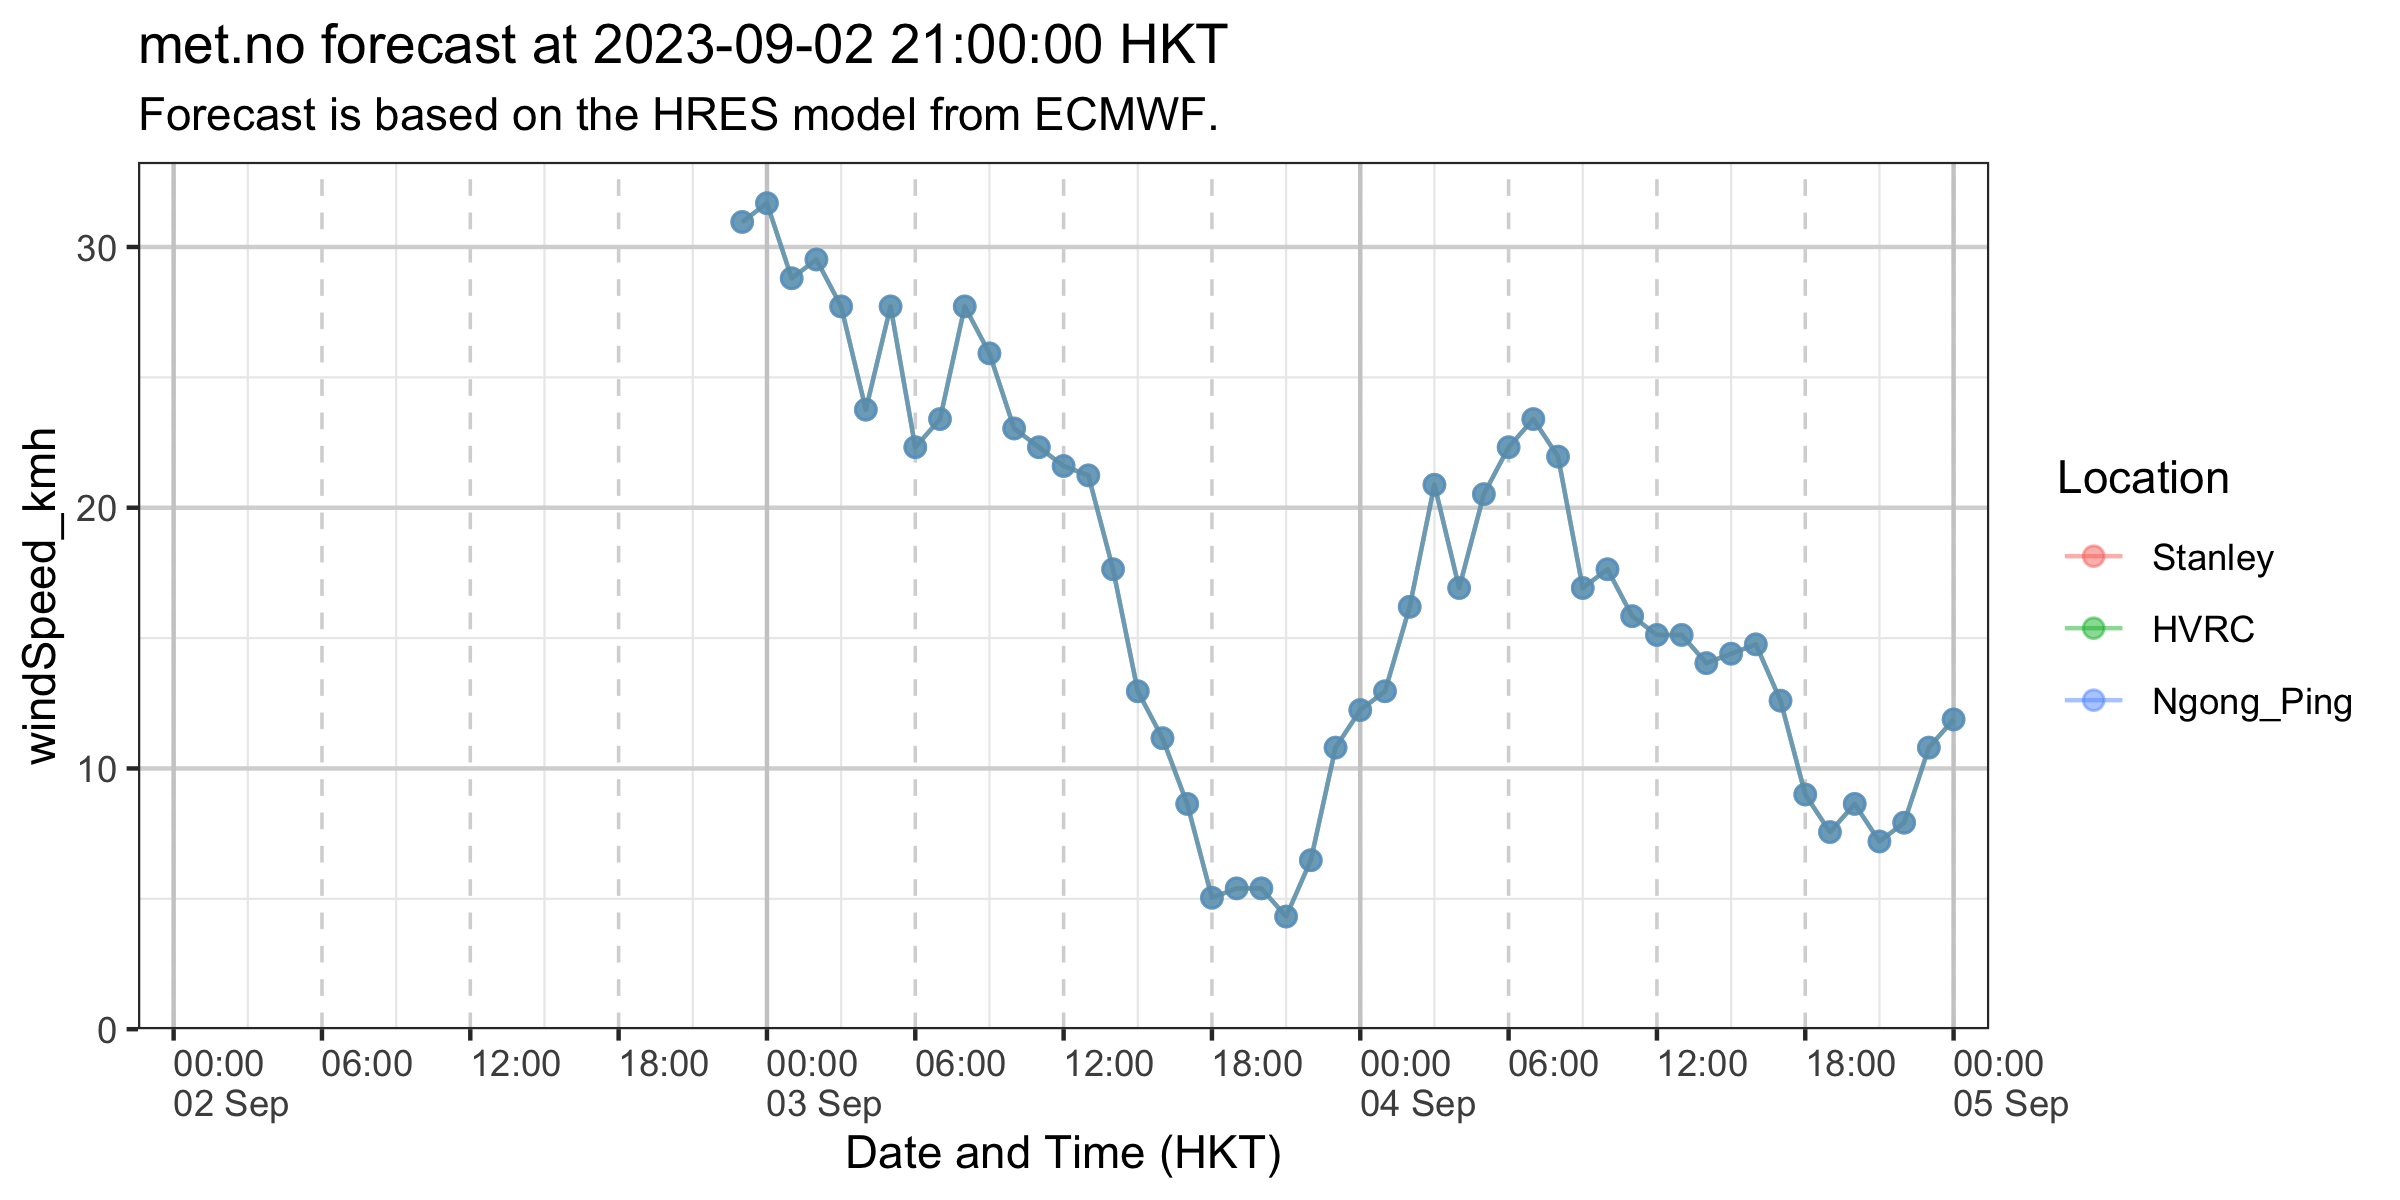 met.no forecast at 2023-09-02 21:00:00 HKT
Forecast is based on the HRES model from ECMWF.
windSpeed_kmh
30
20
10
0
00:00 06:00 12:00 18:00 00:00 06:00 12:00 18:00 00:00 06:00 12:00 18:00 00:00
02 Sep 03 Sep 04 Sep 05 Sep
Date and Time (HKT)
Location
Stanley
HVRC
Ngong_Ping